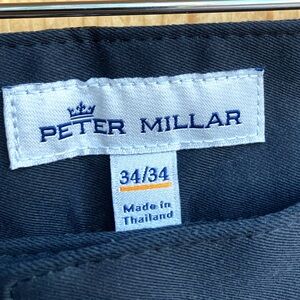 PETER MILLAR
34/34
Made in
Thailand